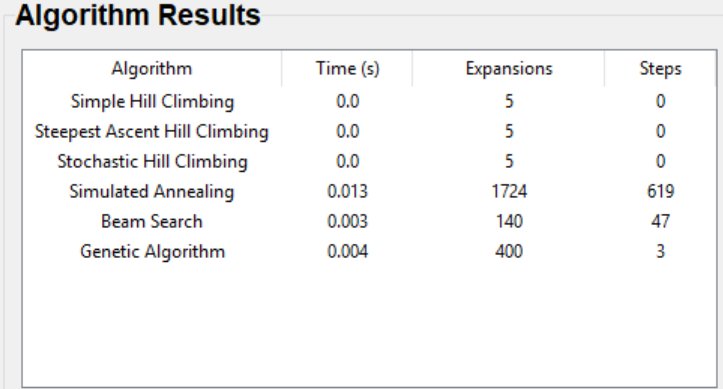 Algorithm Results
Algorithm Time (s) Expansions Steps
Simple Hill Climbing 0.0 5 0
Steepest Ascent Hill Climbing 0.0 5 0
Stochastic Hill Climbing 0.0 5 0
Simulated Annealing 0.013 1724 619
Beam Search 0.003 140 47
Genetic Algorithm 0.004 400 3